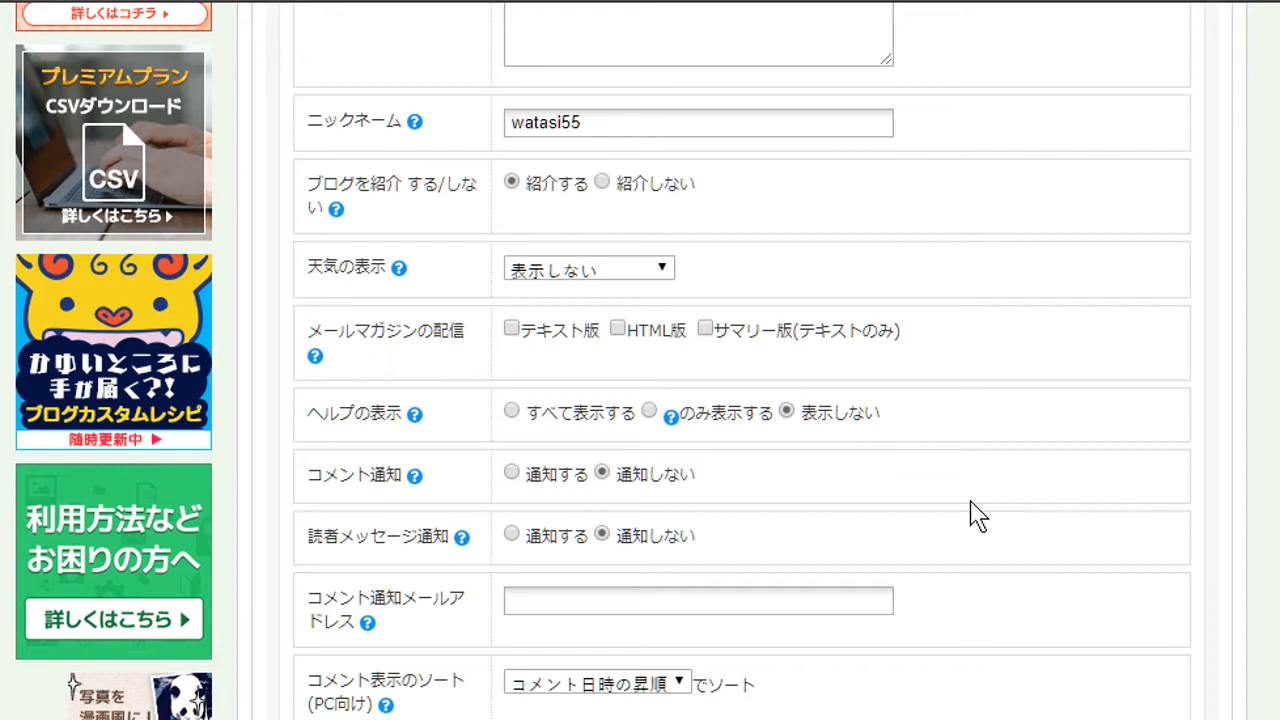 詳しくはコチラ
プレミアムプラン
CSVダウンロード
CSV
詳しくはこちら
かゆいところに
手が届く?!
ブログカスタムレシピ
随時更新中
利用方法など
お困りの方へ
詳しくはこちら
写真を
漫画風に!
ニックネーム ?
watasi55
ブログを紹介 する/しな
い ?
紹介する 紹介しない
天気の表示 ?
表示しない
メールマガジンの配信
?
テキスト版 HTML版 サマリー版(テキストのみ)
ヘルプの表示 ?
すべて表示する ?のみ表示する 表示しない
コメント通知 ?
通知する 通知しない
読者メッセージ通知 ?
通知する 通知しない
コメント通知メールア
ドレス ?
コメント表示のソート
(PC向け) ?
コメント日時の昇順 でソート